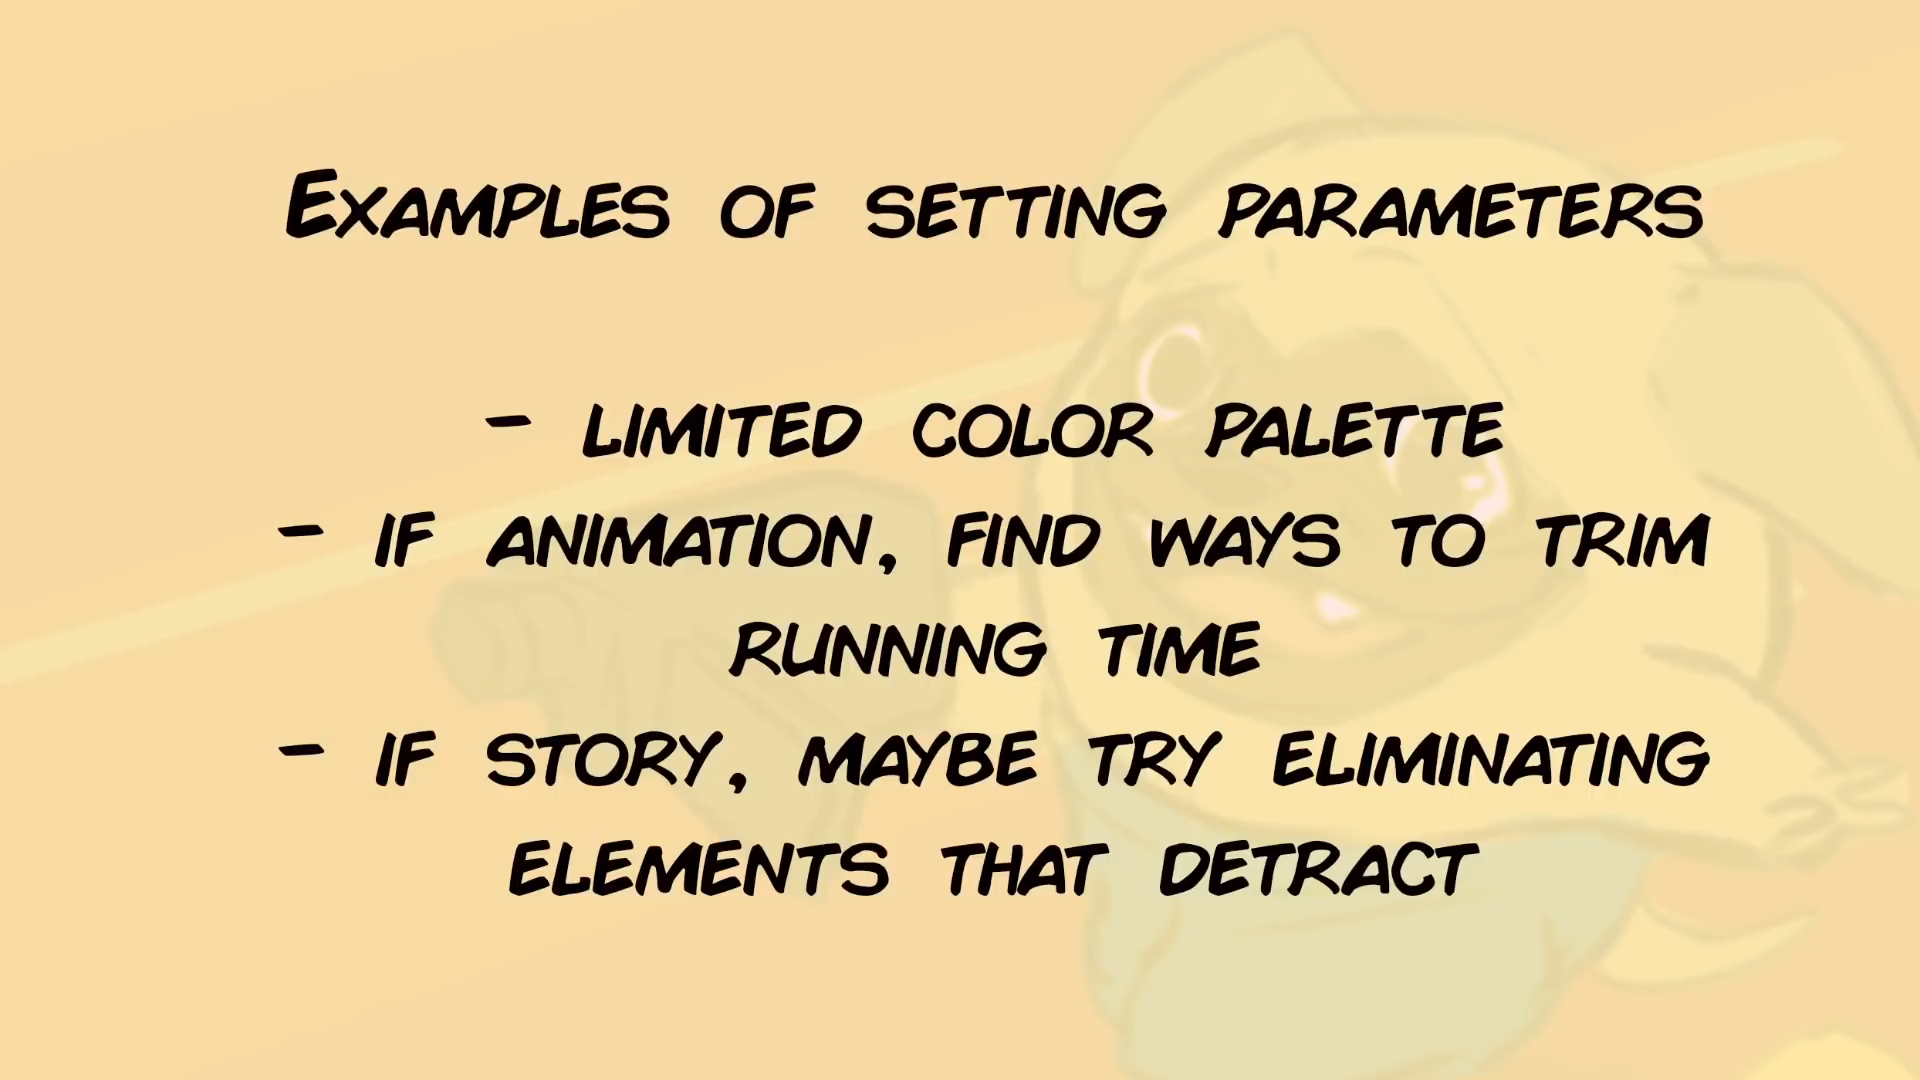 Examples of setting parameters
- limited color palette
- if animation, find ways to trim
running time
- if story, maybe try eliminating
elements that detract